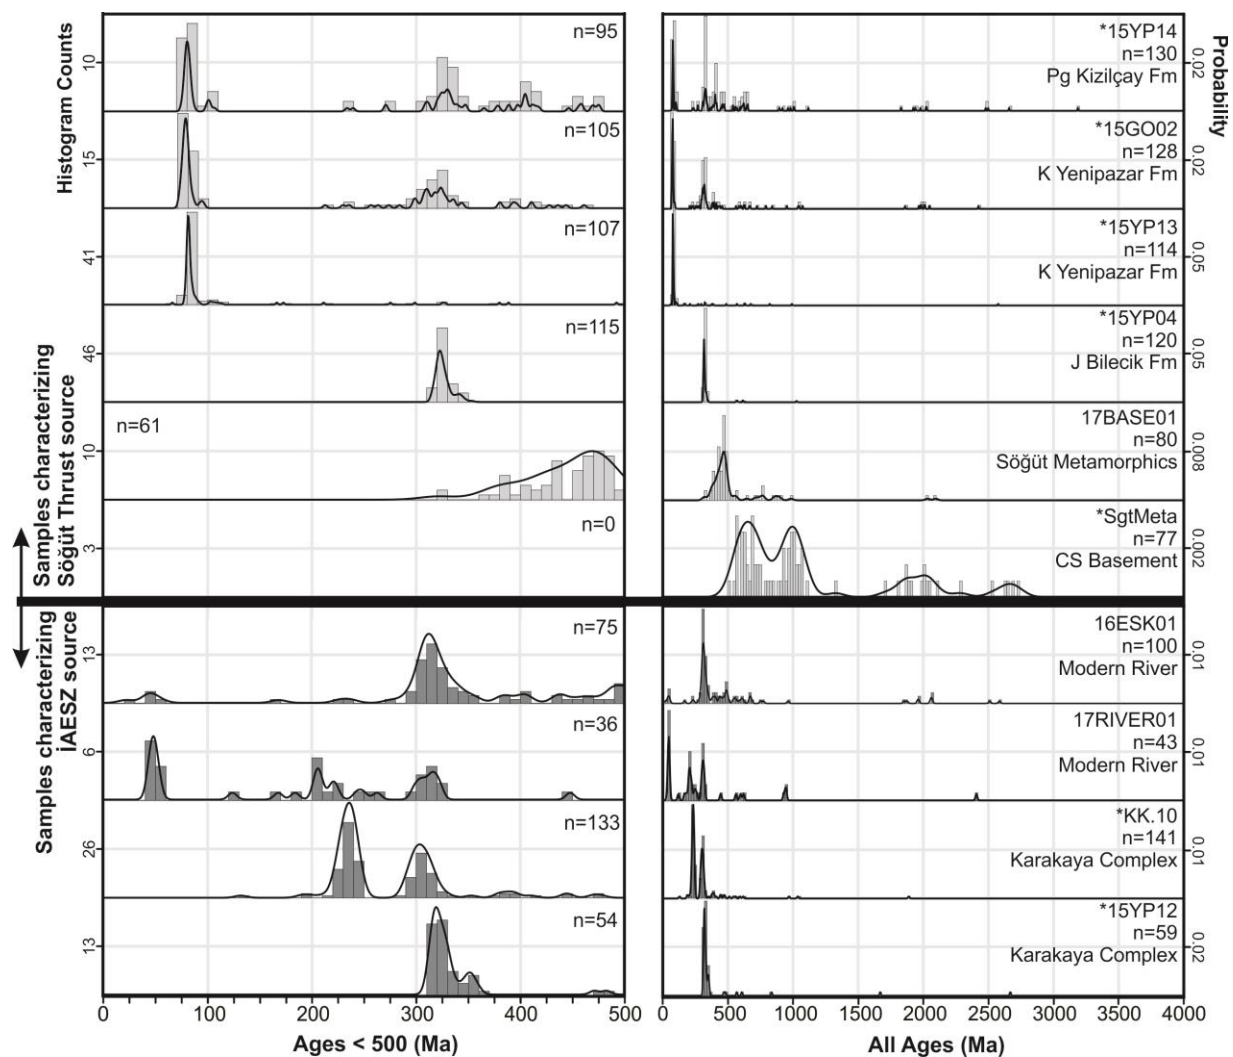 Histogram Counts
10
n=95
*15YP14
n=130
Pg Kizilçay Fm
0.02
Probability
15
n=105
*15GO02
n=128
K Yenipazar Fm
0.02
41
n=107
*15YP13
n=114
K Yenipazar Fm
0.05
Samples characterizing
Söğüt Thrust source
46
n=115
*15YP04
n=120
J Bilecik Fm
0.05
10
n=61
17BASE01
n=80
Söğüt Metamorphics
0.008
3
n=0
*SgtMeta
n=77
CS Basement
0.002
Samples characterizing
İAESZ source
13
n=75
16ESK01
n=100
Modern River
0.01
6
n=36
17RIVER01
n=43
Modern River
0.01
26
n=133
*KK.10
n=141
Karakaya Complex
0.01
13
n=54
*15YP12
n=59
Karakaya Complex
0.02
0 100 200 300 400 500
0 500 1000 1500 2000 2500 3000 3500 4000
Ages < 500 (Ma)
All Ages (Ma)